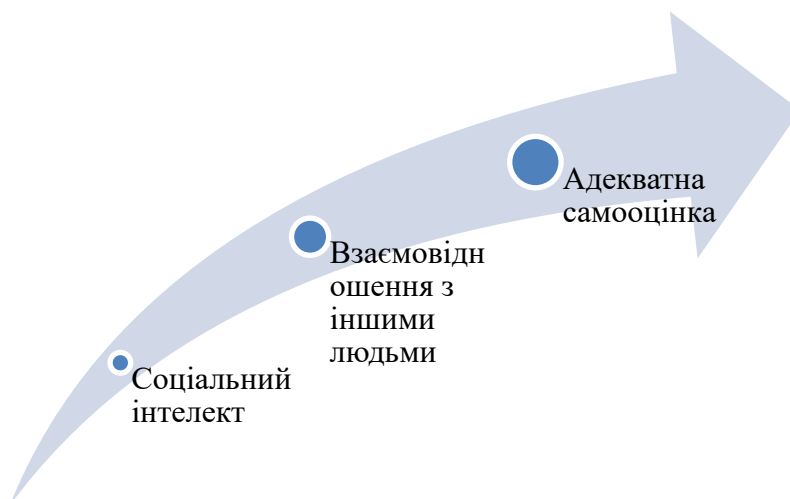 Адекватна
самооцінка
Взаємовідн
ошення з
іншими
людьми
Соціальний
інтелект